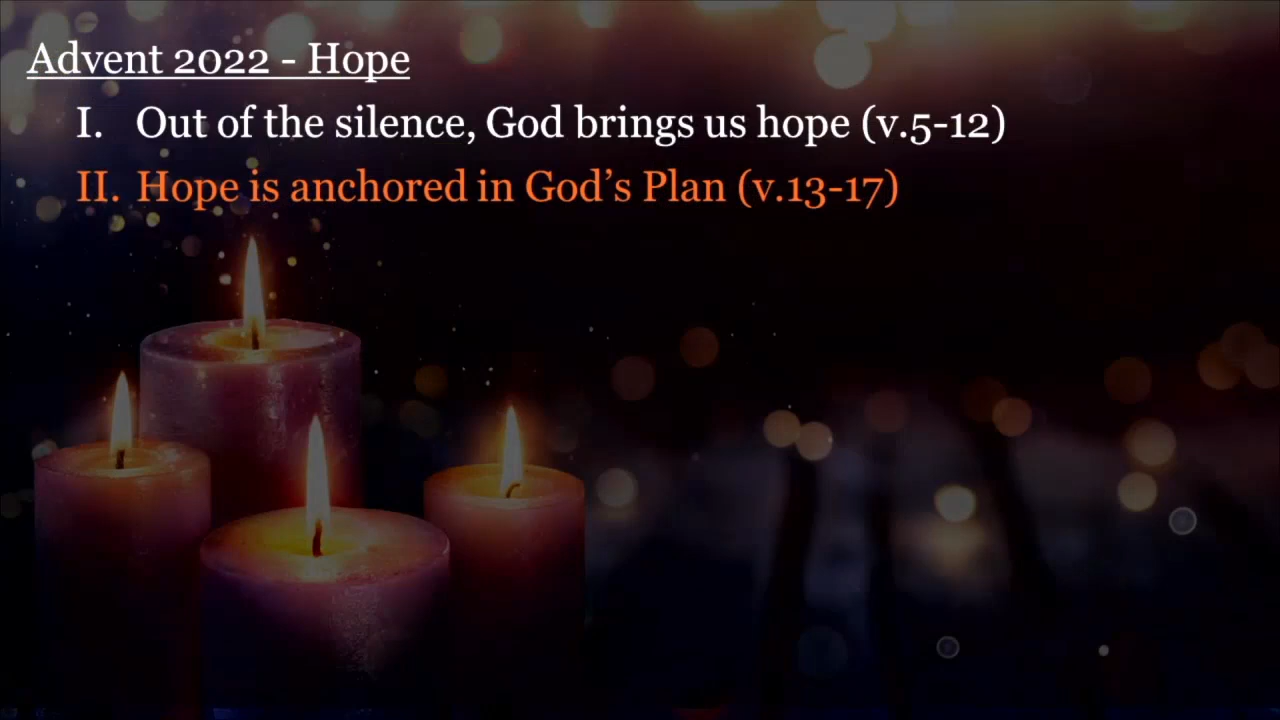 Advent 2022 - Hope
I. Out of the silence, God brings us hope (v.5-12)
II. Hope is anchored in God’s Plan (v.13-17)